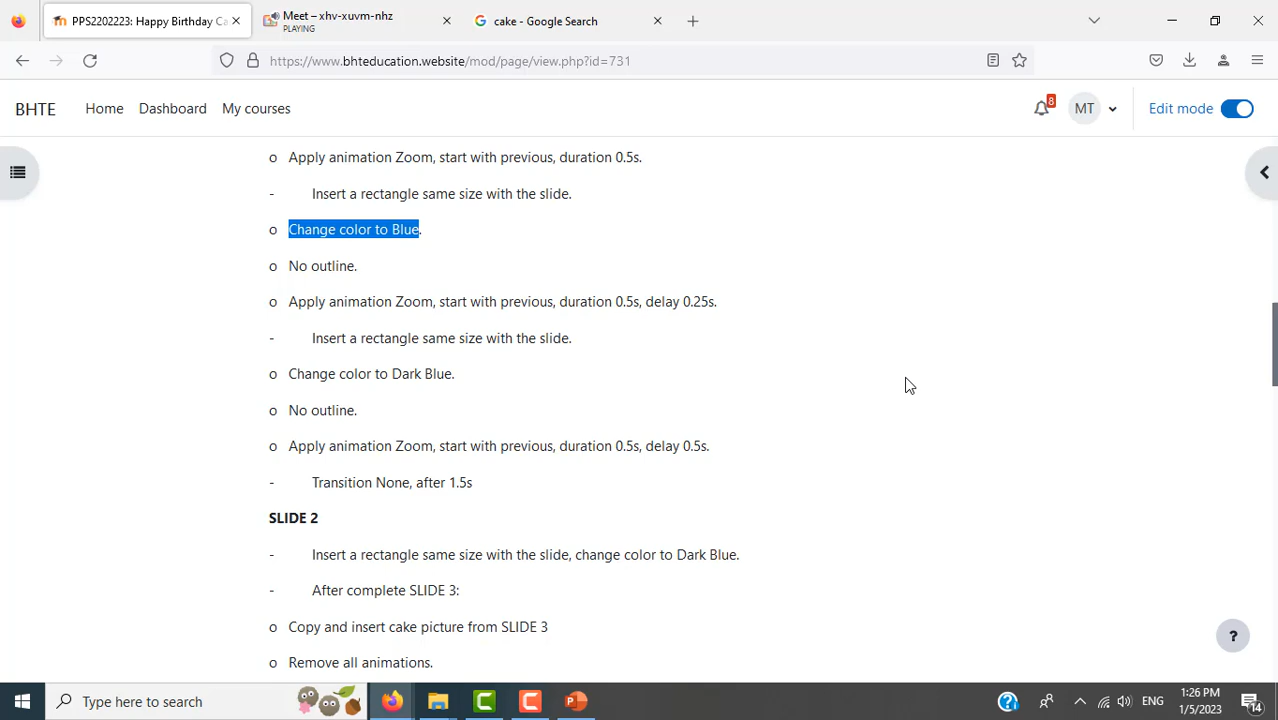 PPS2202223: Happy Birthday Ca
Meet – xhv-xuvm-nhz
PLAYING
cake - Google Search
https://www.bhteducation.website/mod/page/view.php?id=731
BHTE Home Dashboard My courses 8 MT Edit mode
o Apply animation Zoom, start with previous, duration 0.5s.
- Insert a rectangle same size with the slide.
o Change color to Blue.
o No outline.
o Apply animation Zoom, start with previous, duration 0.5s, delay 0.25s.
- Insert a rectangle same size with the slide.
o Change color to Dark Blue.
o No outline.
o Apply animation Zoom, start with previous, duration 0.5s, delay 0.5s.
- Transition None, after 1.5s
SLIDE 2
- Insert a rectangle same size with the slide, change color to Dark Blue.
- After complete SLIDE 3:
o Copy and insert cake picture from SLIDE 3
o Remove all animations.
?
Type here to search
ENG
1:26 PM
1/5/2023
14